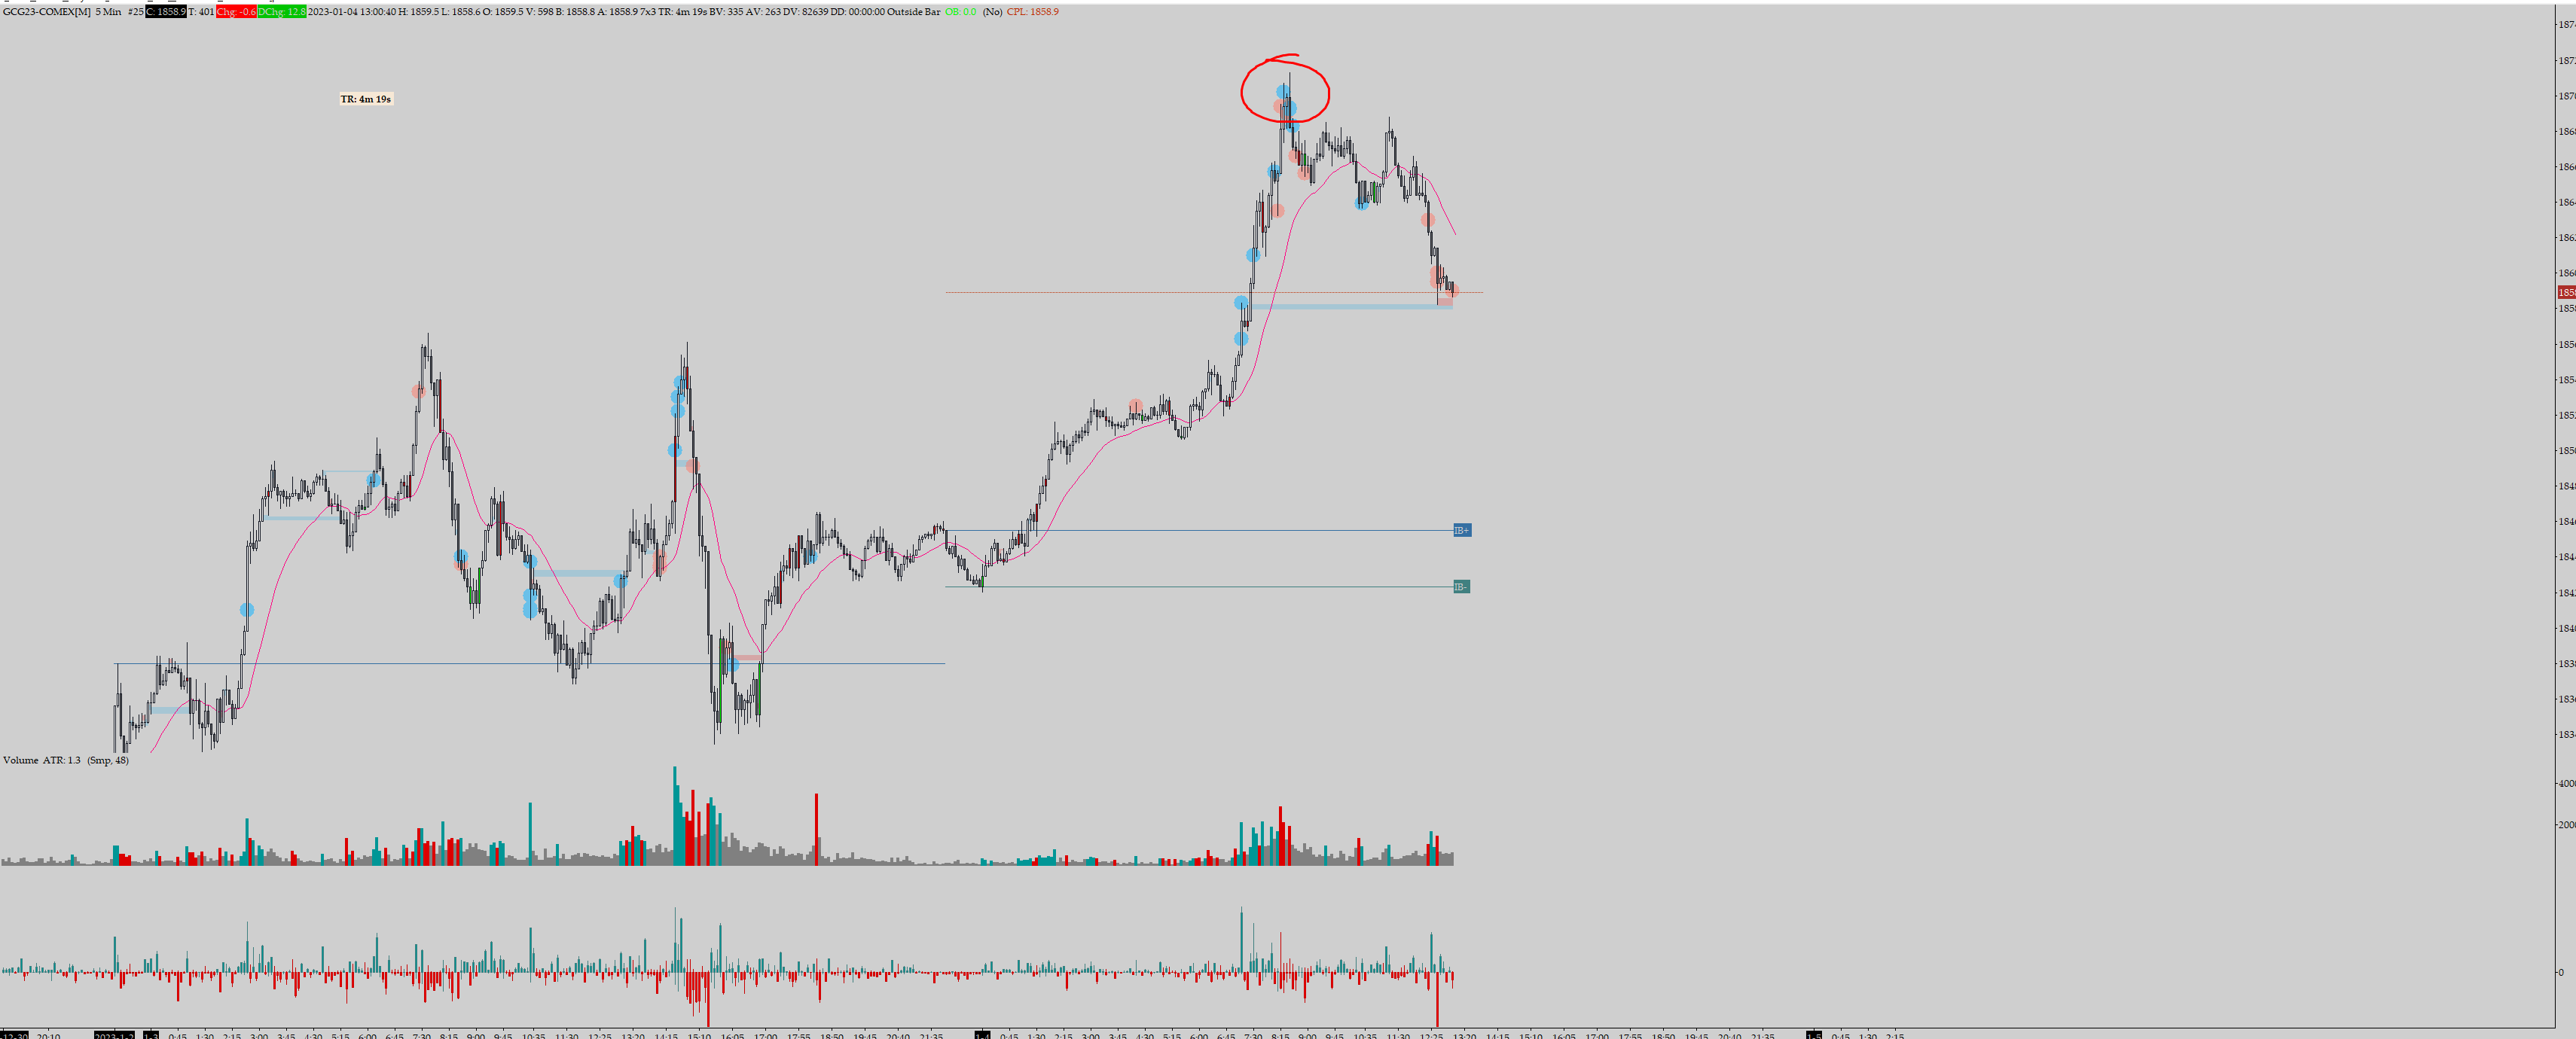 GCG23-COMEX[M] 5 Min #25 C: 1858.9 T: 401 Chg: -0.6 DChg: 12.8 2023-01-04 13:00:40 H: 1859.5 L: 1858.6 O: 1859.5 V: 598 B: 1858.8 A: 1858.9 7x3 TR: 4m 19s BV: 335 AV: 263 DV: 82639 DD: 00:00:00 Outside Bar OB: 0.0 (No) CPL: 1858.9
TR: 4m 19s
IB+
IB-
Volume ATR: 1.3 (Smp, 48)
0
12-30 20:10 2023-1-2 1-3 0:45 1:30 2:15 3:00 3:45 4:30 5:15 6:00 6:45 7:30 8:15 9:00 9:45 10:35 11:30 12:25 13:20 14:15 15:10 16:05 17:00 17:55 18:50 19:45 20:40 21:35 1-4 0:45 1:30 2:15 3:00 3:45 4:30 5:15 6:00 6:45 7:30 8:15 9:00 9:45 10:35 11:30 12:25 13:20 14:15 15:10 16:05 17:00 17:55 18:50 19:45 20:40 21:35 1-5 0:45 1:30 2:15